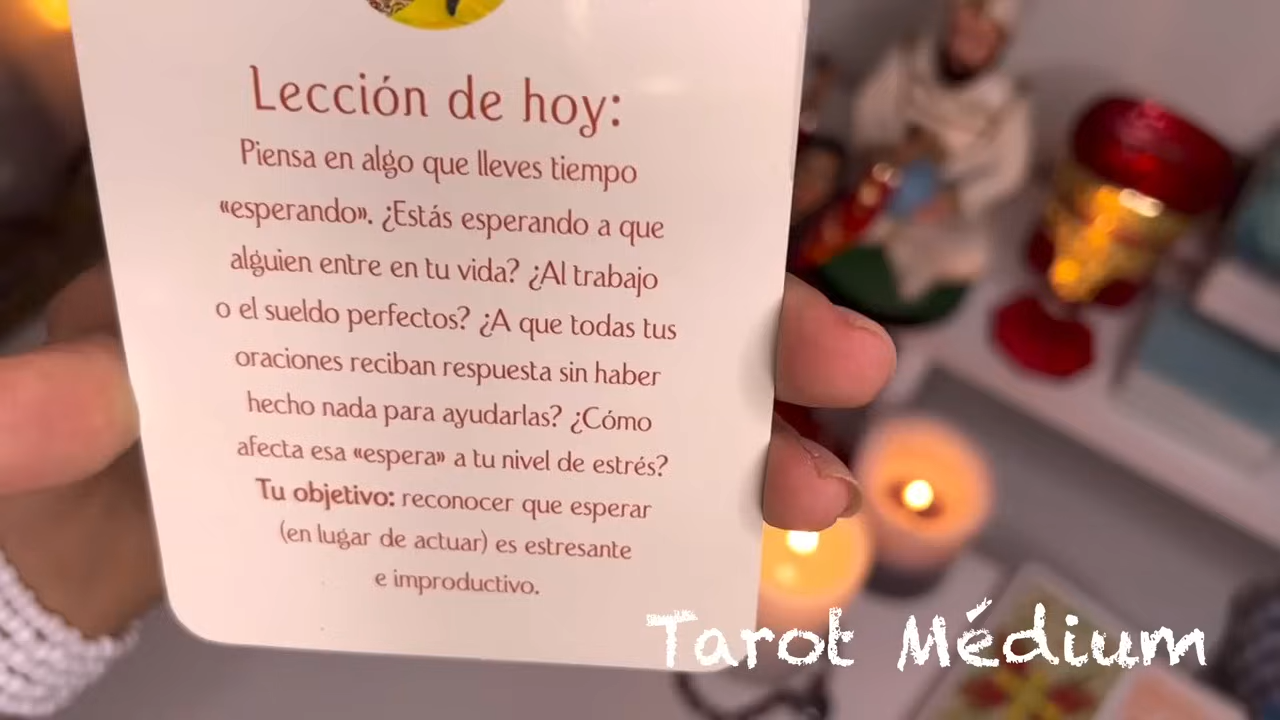 Lección de hoy:
Piensa en algo que lleves tiempo
«esperando». ¿Estás esperando a que
alguien entre en tu vida? ¿Al trabajo
o el sueldo perfectos? ¿A que todas tus
oraciones reciban respuesta sin haber
hecho nada para ayudarlas? ¿Cómo
afecta esa «espera» a tu nivel de estrés?
Tu objetivo: reconocer que esperar
(en lugar de actuar) es estresante
e improductivo.
Tarot Médium